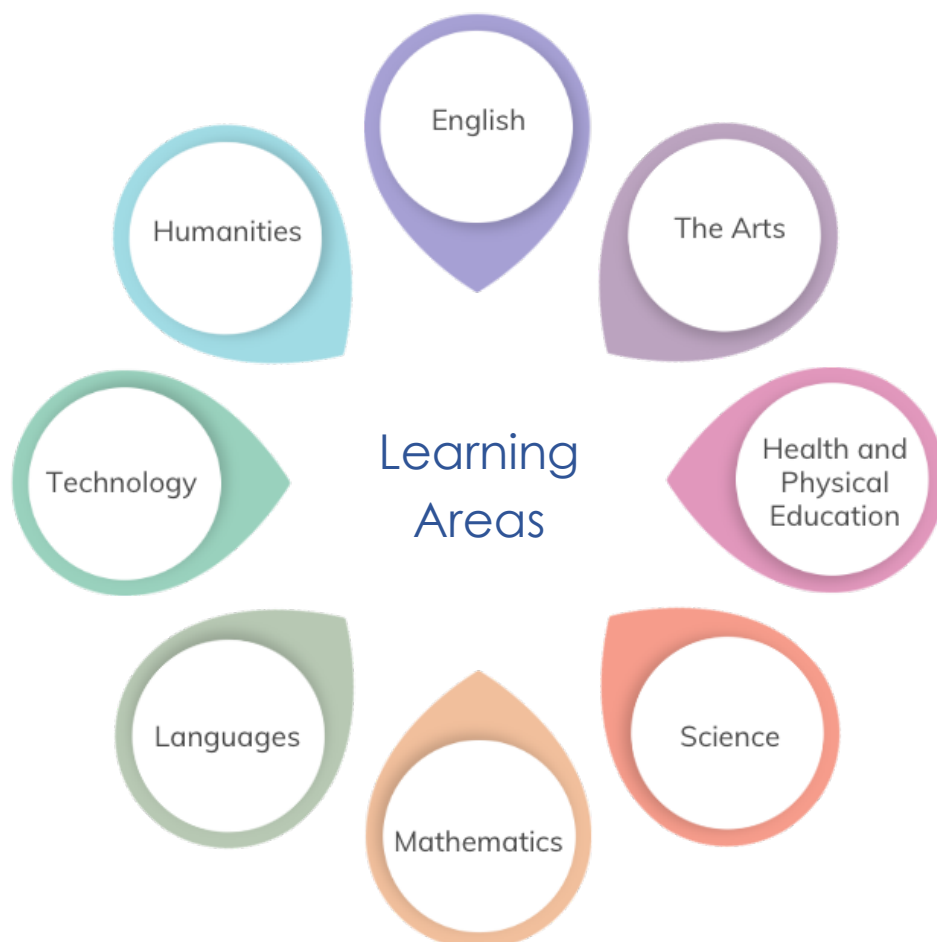 English
The Arts
Humanities
Health and
Physical
Education
Learning
Areas
Technology
Languages
Science
Mathematics